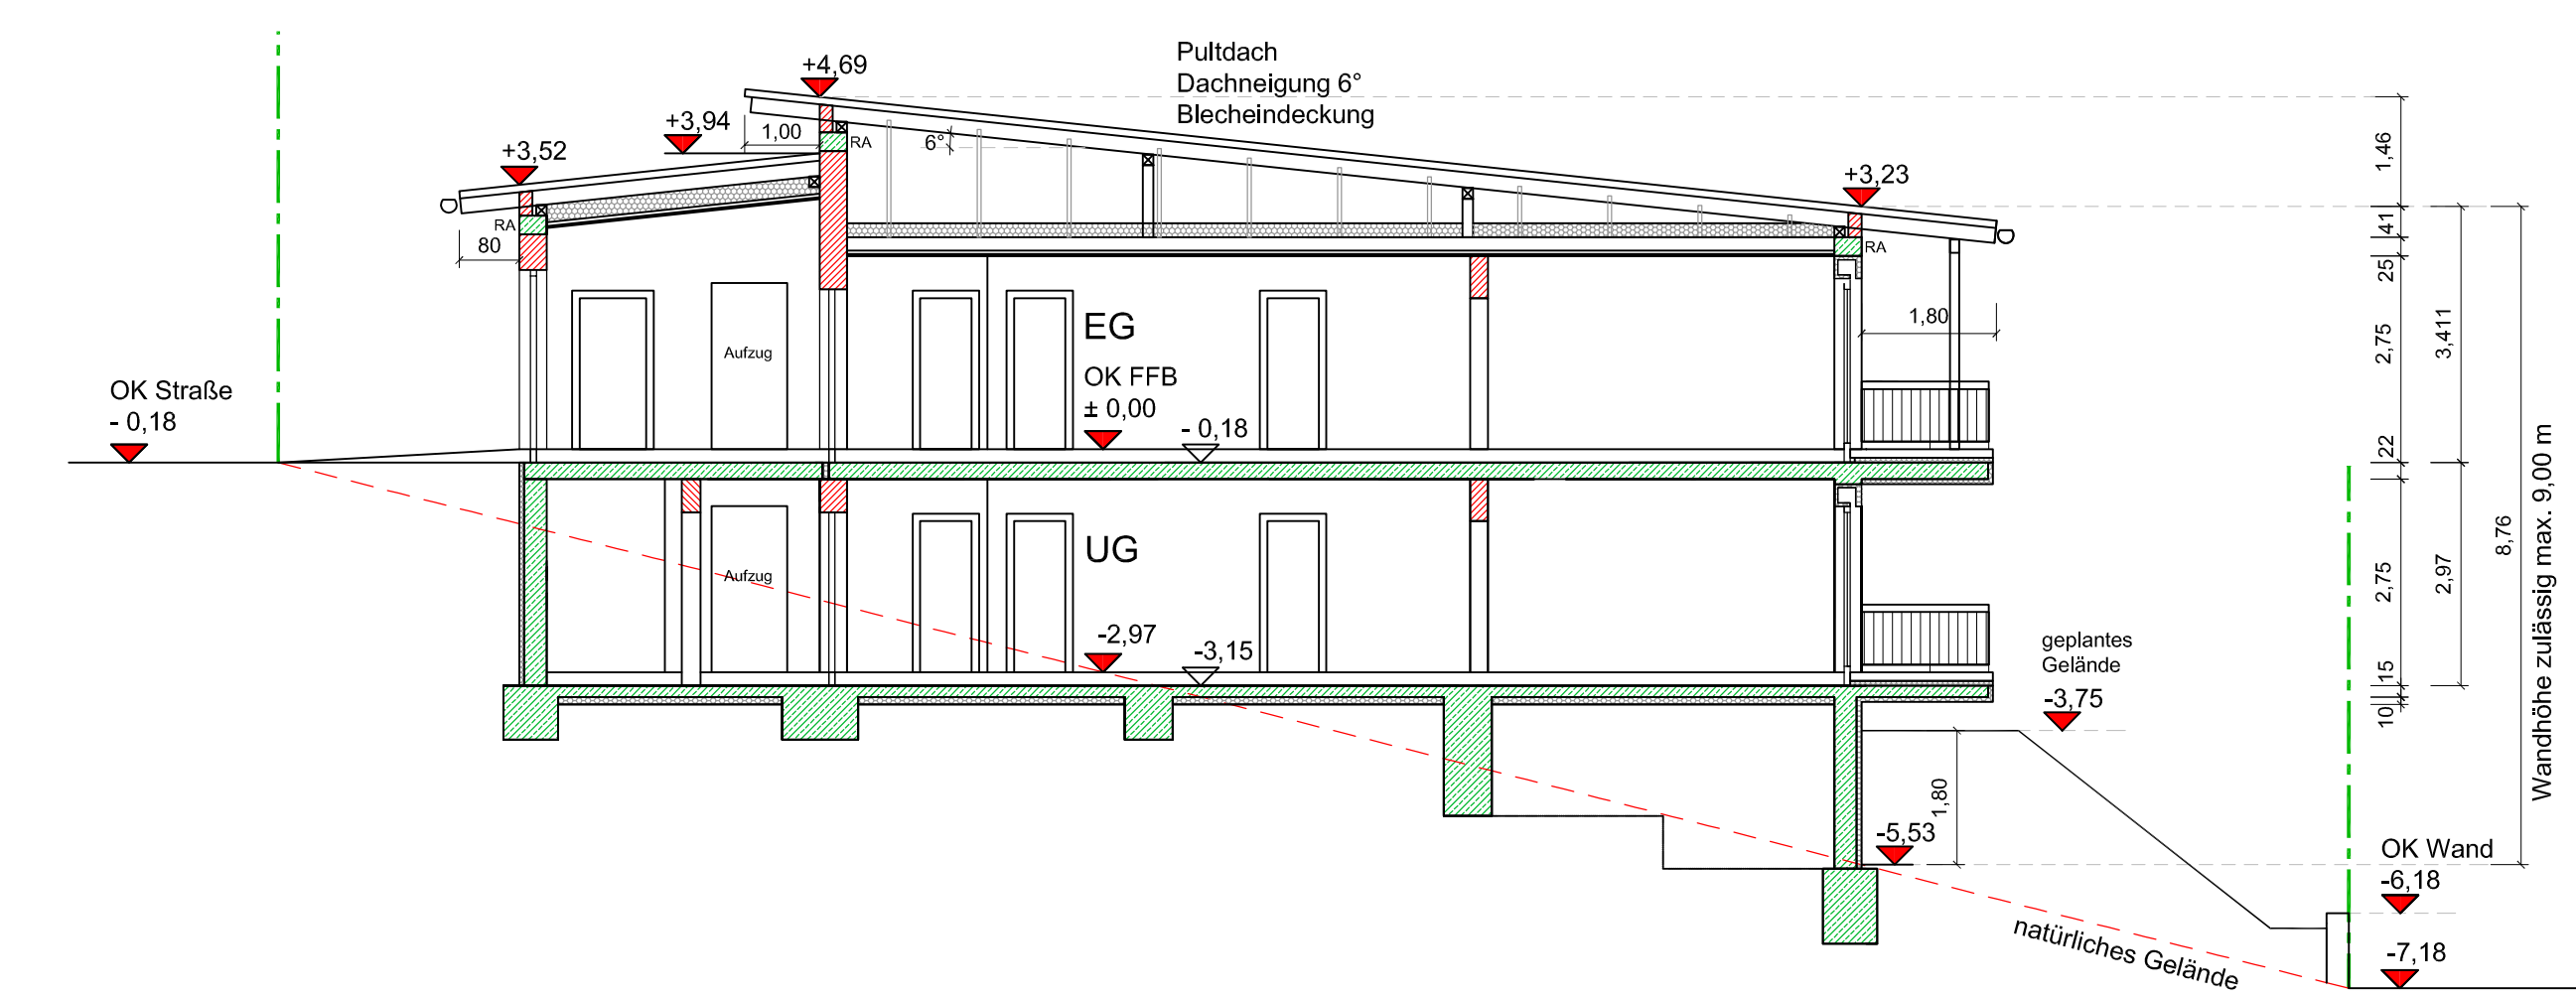 Pultdach
Dachneigung 6°
Blecheindeckung
+4,69
+3,94
+3,52
1,00
RA
6°
+3,23
RA
80
RA
1,80
EG
OK FFB
± 0,00
- 0,18
Aufzug
OK Straße
- 0,18
UG
Aufzug
-2,97
-3,15
geplantes
Gelände
-3,75
1,80
-5,53
natürliches Gelände
OK Wand
-6,18
-7,18
1,46
41
25
2,75
22
2,75
15
10
3,411
2,97
8,76
Wandhöhe zulässig max. 9,00 m